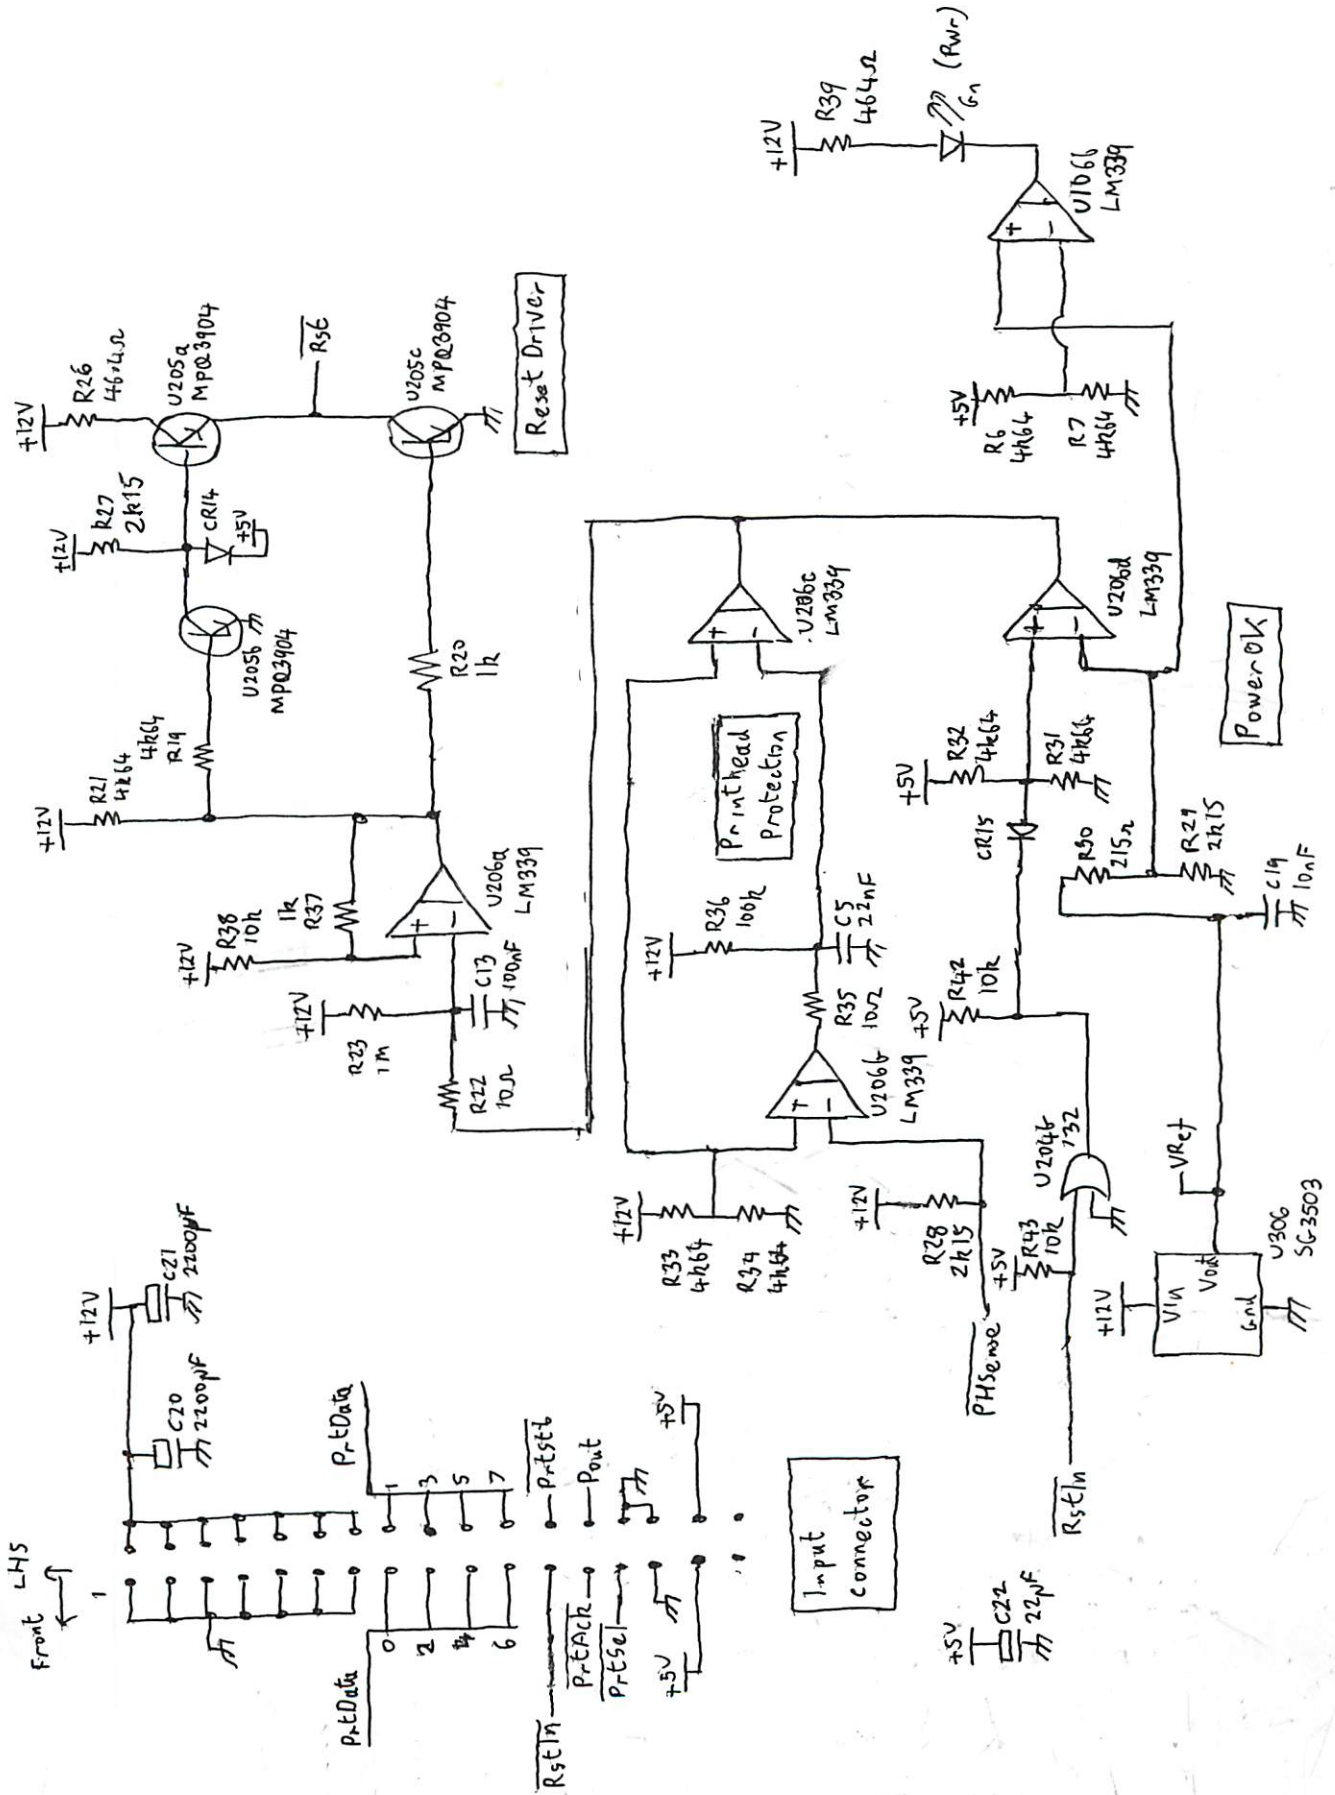 Front
LHS
1
+12V
C20
2200µF
C21
2200µF
PrtData
0
2
4
6
PrtData
1
3
5
7
RstIn
PrtStb
PrtAck
Pout
PrtSel
+5V
+5V
Input
Connector
+5V
C22
22µF
+12V
R21
4k64
4k64
R19
+12V
R27
2k15
CR14
+5V
U205b
MPQ3904
+12V
R26
464Ω
U205a
MPQ3904
Rst
U205c
MPQ3904
Reset Driver
+12V
R38
10k
1k
R37
+12V
R23
1M
R22
10Ω
C13
100nF
+
-
U206a
LM339
R20
1k
+12V
R33
4k64
R34
4k64
+12V
R28
2k15
PHSense
+
-
U206b
LM339
R35
10Ω
+12V
R36
100k
C5
22nF
Printhead
Protection
+
-
U206c
LM339
RstIn
+5V
R43
10k
U204b
'132
+5V
R42
10k
CR15
+5V
R32
4k64
R31
4k64
+
-
U206d
LM339
+12V
Vin
Vout
Gnd
U306
SG3503
VRef
C19
10nF
R30
215Ω
R29
2k15
Power OK
+5V
R6
4k64
R7
4k64
+
-
U106b
LM339
+12V
R39
464Ω
Gn
(Pwr)